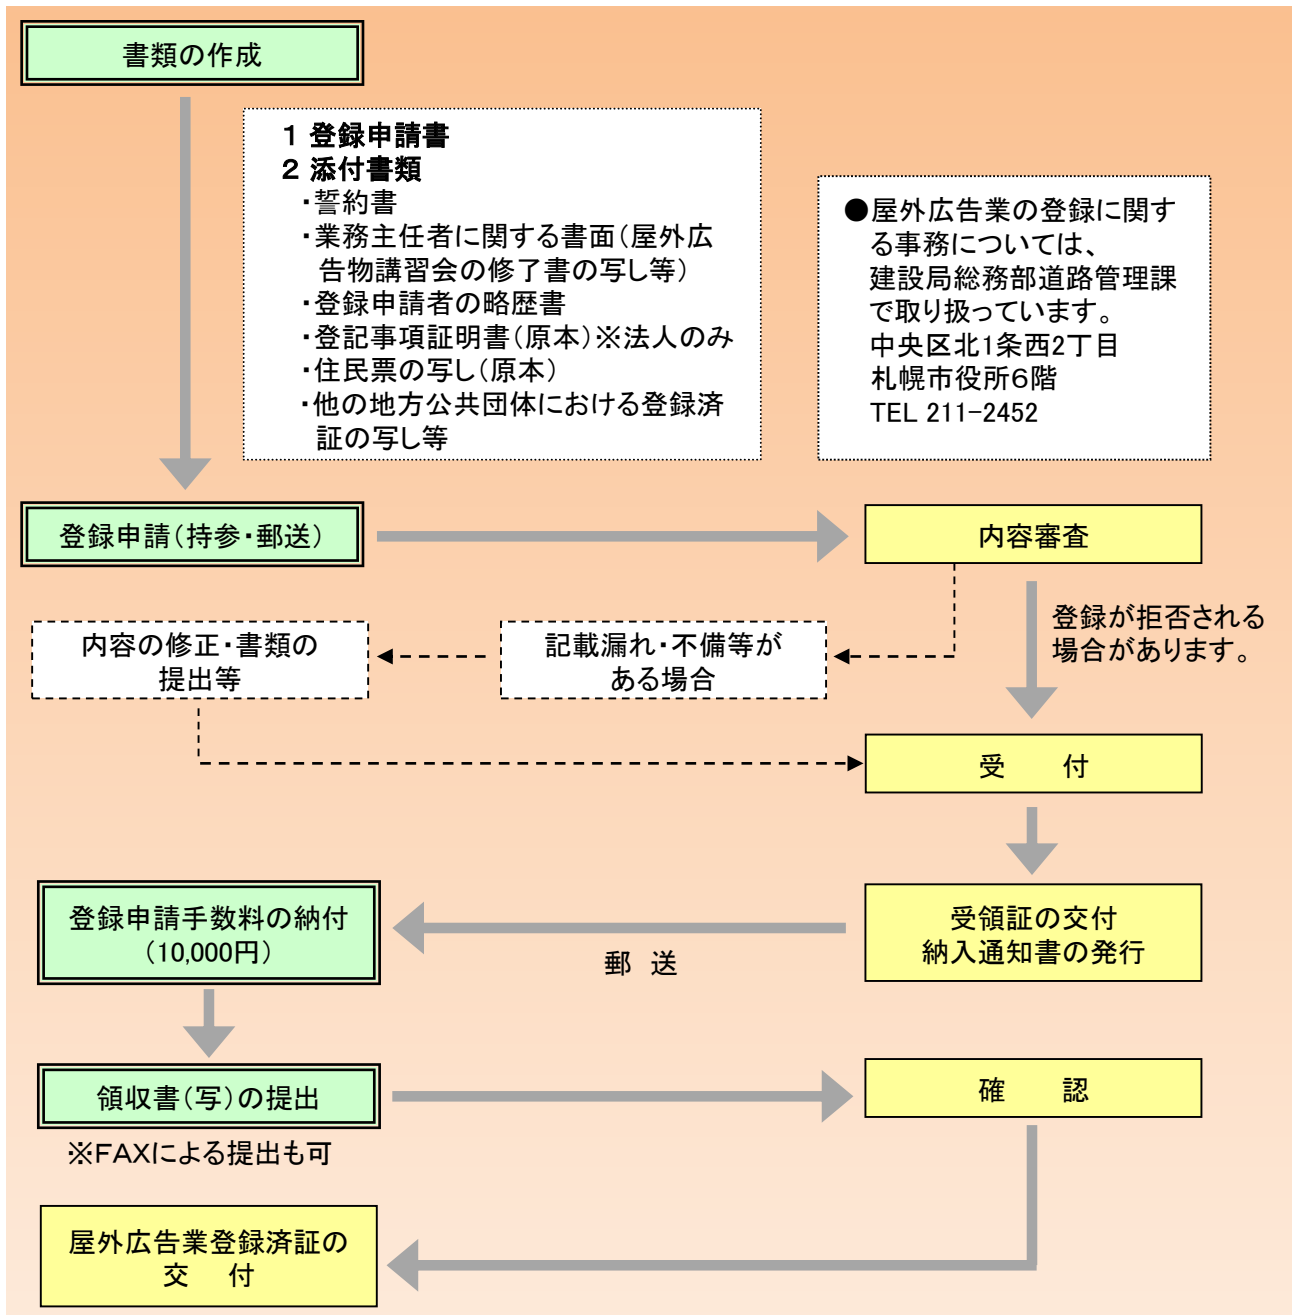 書類の作成
1 登録申請書
2 添付書類
・誓約書
・業務主任者に関する書面（屋外広
告物講習会の修了書の写し等）
・登録申請者の略歴書
・登記事項証明書（原本）※法人のみ
・住民票の写し（原本）
・他の地方公共団体における登録済
証の写し等
●屋外広告業の登録に関す
る事務については、
建設局総務部道路管理課
で取り扱っています。
中央区北1条西2丁目
札幌市役所6階
TEL 211-2452
登録申請（持参・郵送）
内容審査
登録が拒否される
場合があります。
記載漏れ・不備等が
ある場合
内容の修正・書類の
提出等
受　付
受領証の交付
納入通知書の発行
郵 送
登録申請手数料の納付
（10,000円）
領収書（写）の提出
※FAXによる提出も可
確　認
屋外広告業登録済証の
交　付